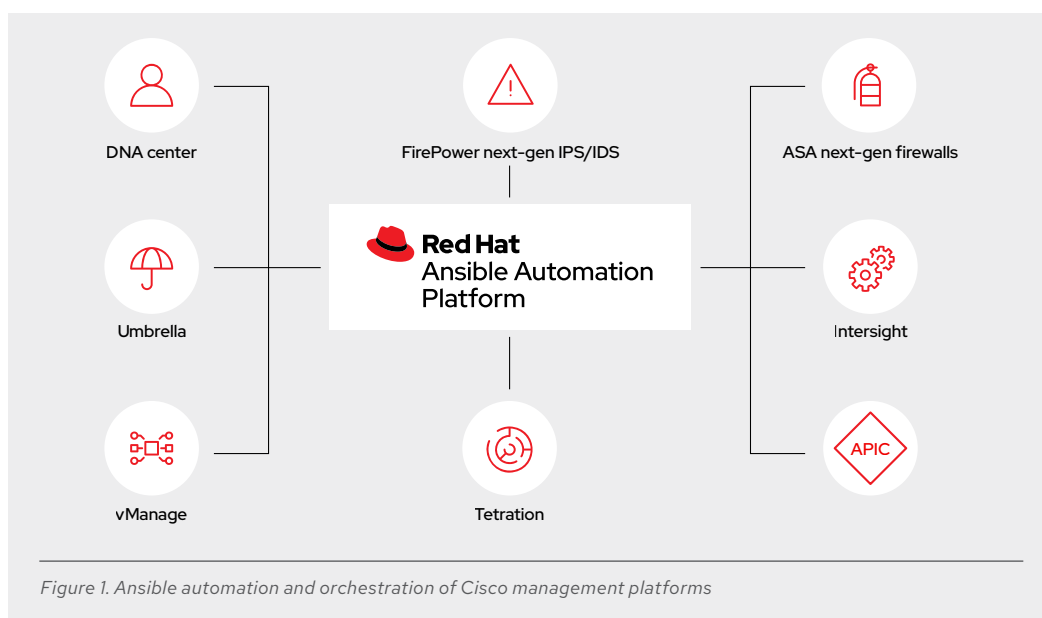 DNA center
FirePower next-gen IPS/IDS
ASA next-gen firewalls
Red Hat
Ansible Automation
Platform
Umbrella
Intersight
APIC
vManage
Tetration
Figure 1. Ansible automation and orchestration of Cisco management platforms